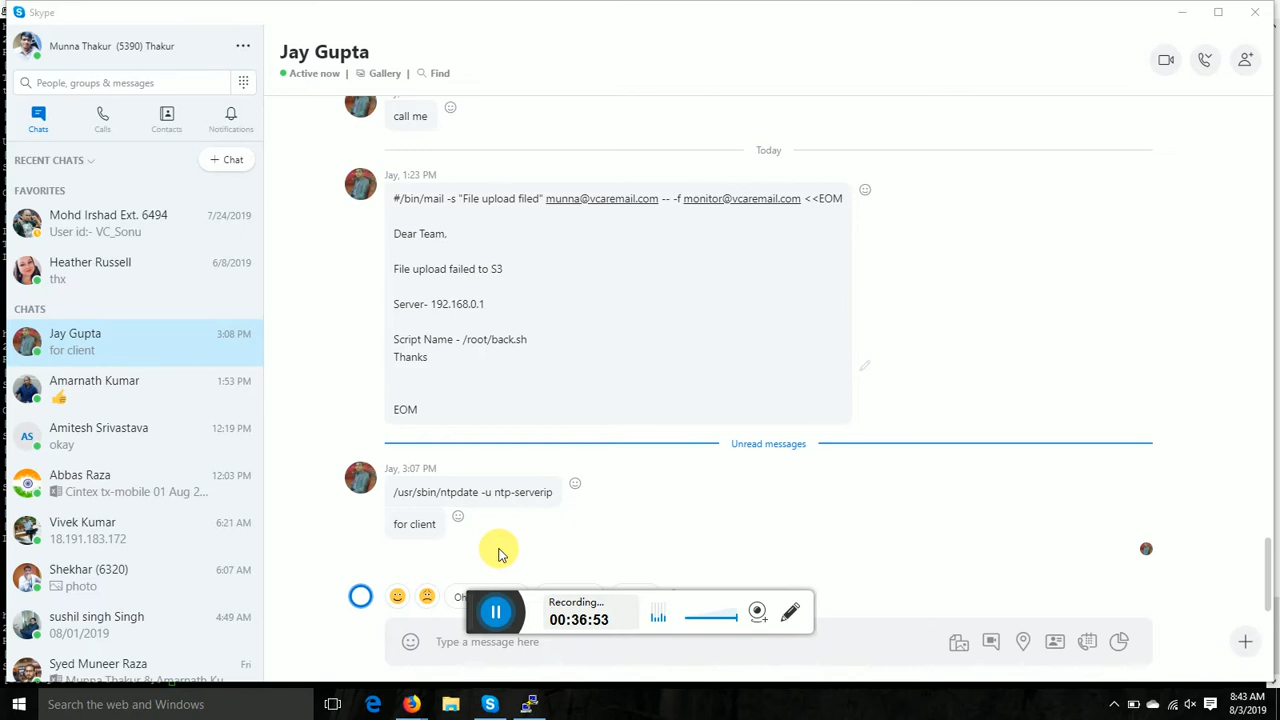 Skype
Munna Thakur (5390) Thakur
People, groups & messages
Chats
Calls
Contacts
Notifications
RECENT CHATS
+ Chat
FAVORITES
Mohd Irshad Ext. 6494
7/24/2019
User id:- VC_Sonu
Heather Russell
6/8/2019
thx
CHATS
Jay Gupta
3:08 PM
for client
Amarnath Kumar
1:53 PM
Amitesh Srivastava
12:19 PM
AS
okay
Abbas Raza
12:03 PM
Cintex tx-mobile 01 Aug 2...
Vivek Kumar
6:21 AM
18.191.183.172
Shekhar (6320)
6:07 AM
photo
sushil singh Singh
4:49 AM
08/01/2019
Syed Muneer Raza
Fri
Munna Thakur & Amarnath Ku...
Jay Gupta
Active now | Gallery | Find
call me
Today
Jay, 1:23 PM
#/bin/mail -s "File upload filed" munna@vcaremail.com -- -f monitor@vcaremail.com <<EOM
Dear Team,
File upload failed to S3
Server- 192.168.0.1
Script Name - /root/back.sh
Thanks
EOM
Unread messages
Jay, 3:07 PM
/usr/sbin/ntpdate -u ntp-serverip
for client
Recording...
00:36:53
Type a message here
Search the web and Windows
8:43 AM
8/3/2019